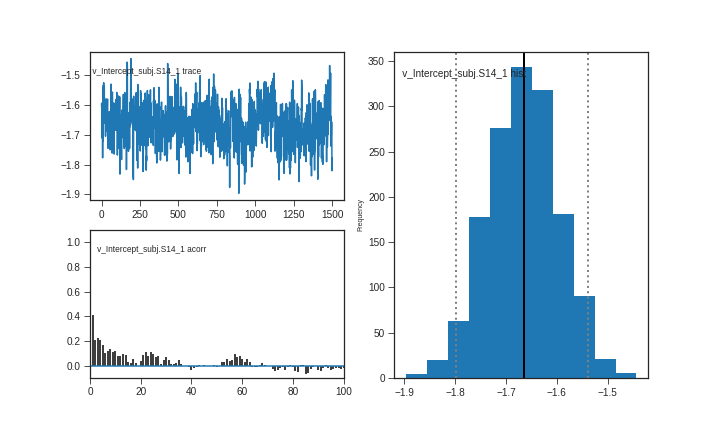 v_Intercept_subj.S14_1 trace
−1.5
−1.6
−1.7
−1.8
−1.9
0 250 500 750 1000 1250 1500
v_Intercept_subj.S14_1 acorr
1.0
0.8
0.6
0.4
0.2
0.0
0 20 40 60 80 100
v_Intercept_subj.S14_1 hist
Frequency
350
300
250
200
150
100
50
0
−1.9 −1.8 −1.7 −1.6 −1.5